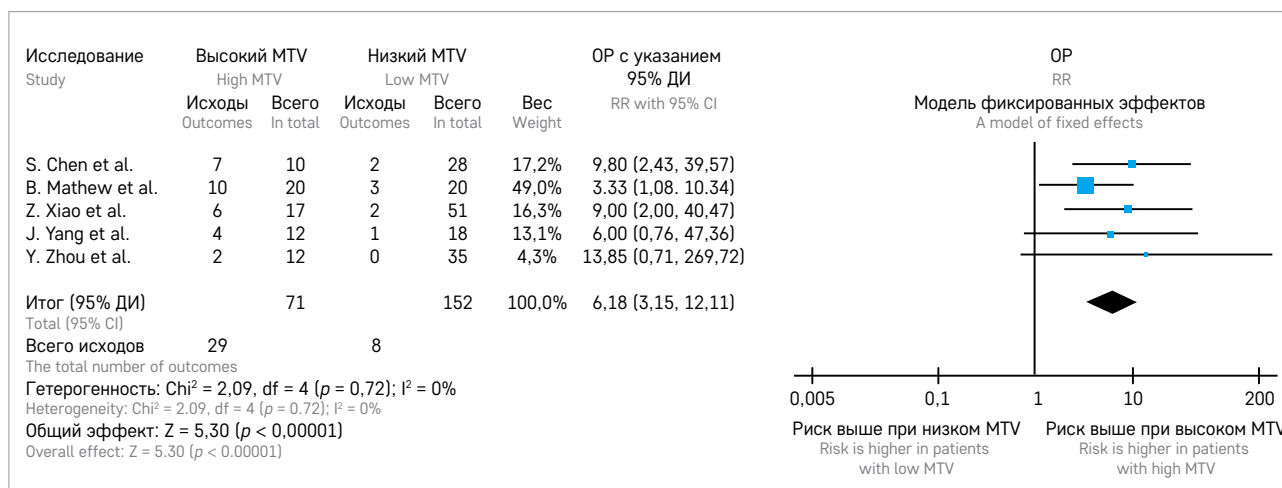 Исследование Высокий MTV Низкий MTV ОР с указанием ОР
Study High MTV Low MTV 95% ДИ RR
Исходы Всего Исходы Всего Вес RR with 95% CI Модель фиксированных эффектов
Outcomes In total Outcomes In total Weight A model of fixed effects
S. Chen et al. 7 10 2 28 17,2% 9,80 (2,43, 39,57)
B. Mathew et al. 10 20 3 20 49,0% 3.33 (1,08. 10.34)
Z. Xiao et al. 6 17 2 51 16,3% 9,00 (2,00, 40,47)
J. Yang et al. 4 12 1 18 13,1% 6,00 (0,76, 47,36)
Y. Zhou et al. 2 12 0 35 4,3% 13,85 (0,71, 269,72)
Итог (95% ДИ) 71 152 100,0% 6,18 (3,15, 12,11)
Total (95% CI)
Всего исходов 29 8
The total number of outcomes
Гетерогенность: Chi² = 2,09, df = 4 (p = 0,72); I² = 0%
Heterogeneity: Chi² = 2.09, df = 4 (p = 0.72); I² = 0%
Общий эффект: Z = 5,30 (p < 0,00001)
Overall effect: Z = 5.30 (p < 0.00001)
0,005 0,1 1 10 200
Риск выше при низком MTV Риск выше при высоком MTV
Risk is higher in patients Risk is higher in patients
with low MTV with high MTV